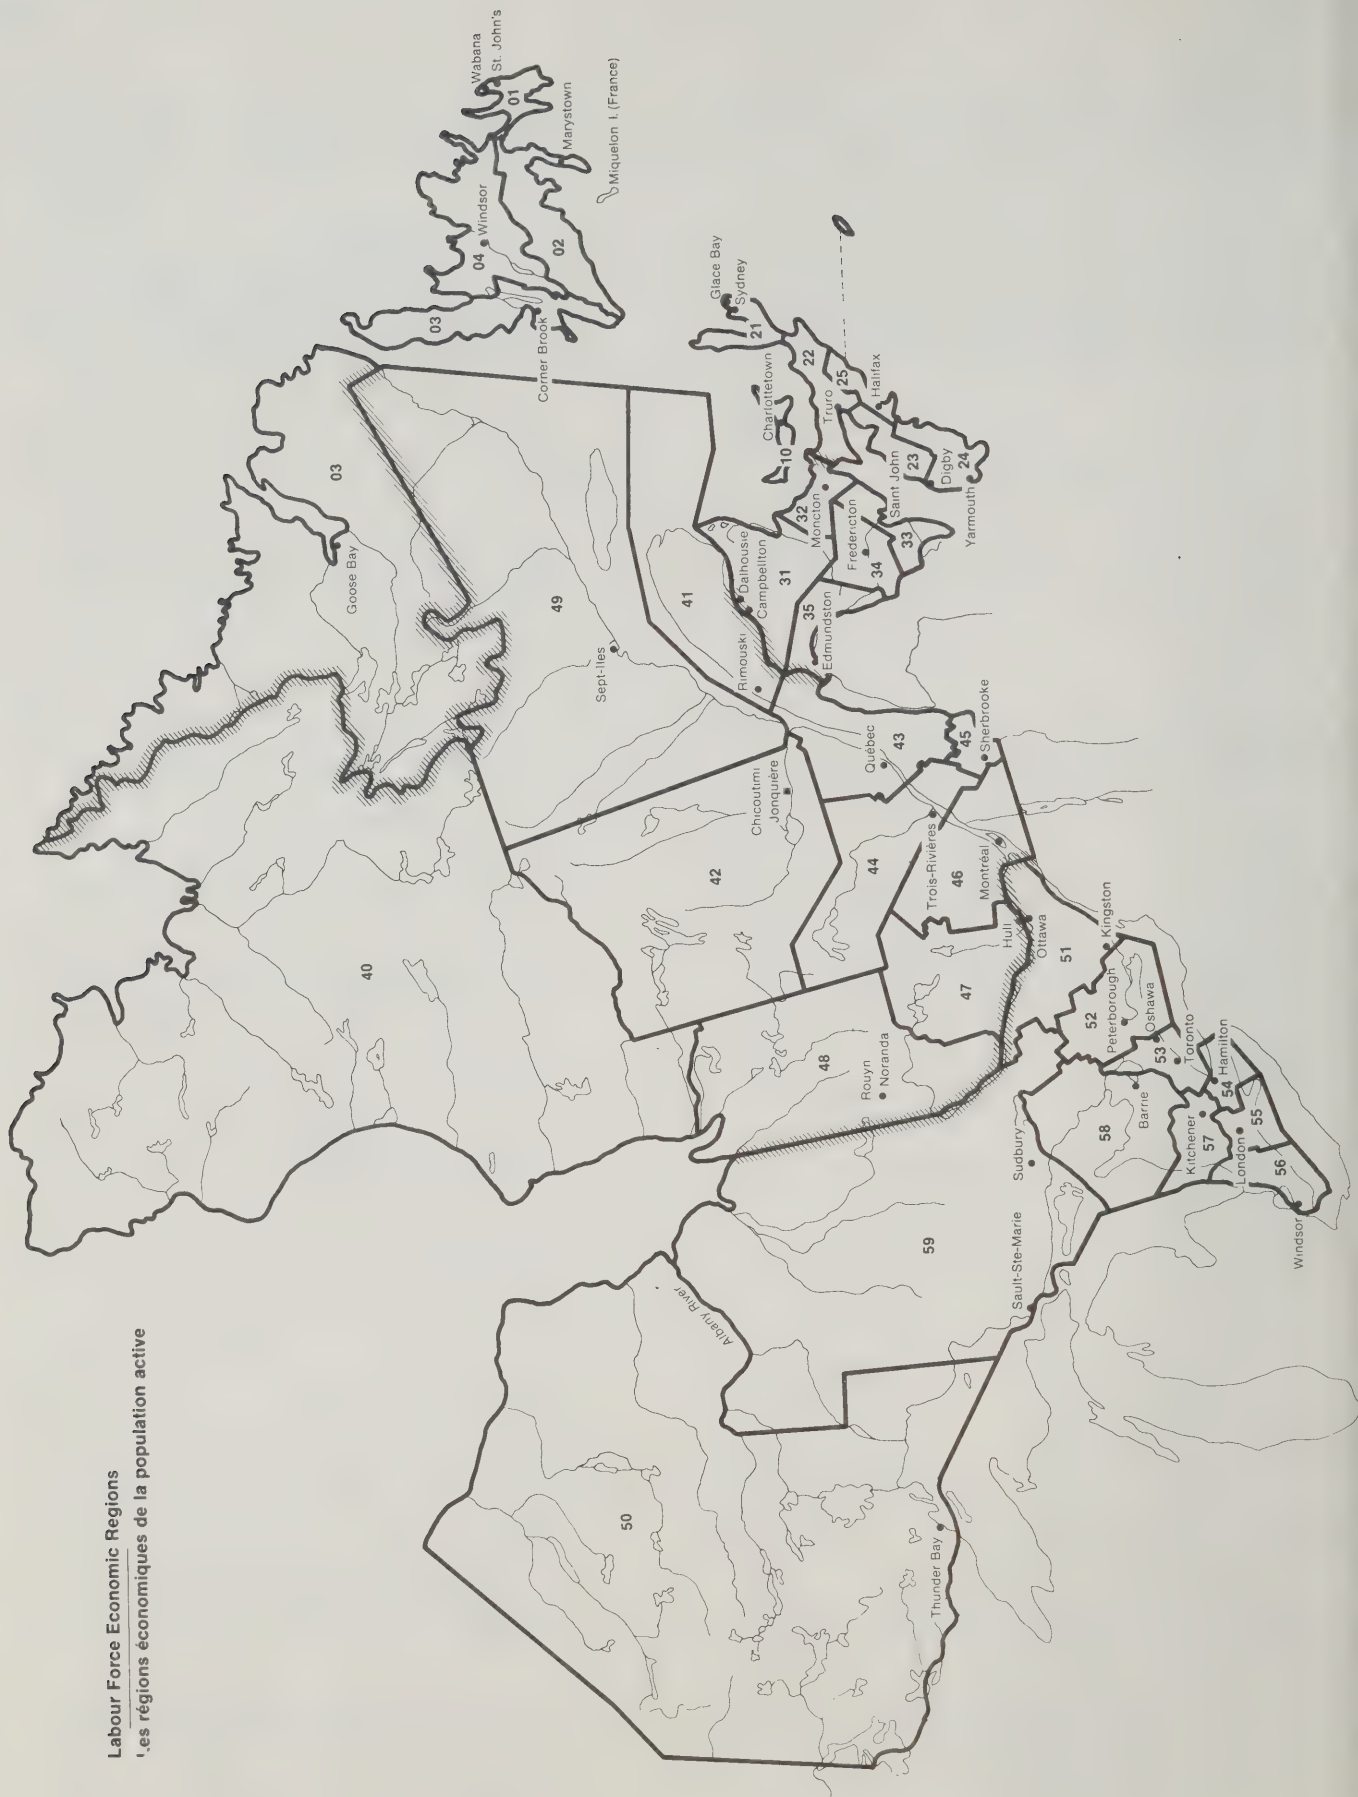 Labour Force Economic Regions
Les régions économiques de la population active
Wabana
St. John's
01
Marystown
Miquelon I. (France)
Windsor
04
02
03
Corner Brook
03
Goose Bay
Glace Bay
Sydney
21
Charlottetown
10
22
Truro
25
Halifax
32
Moncton
Saint John
23
Digby
24
Yarmouth
Dalhousie
Campbellton
31
Fredericton
34
33
35
Edmundston
49
41
Sept-Iles
Rimouski
40
42
Chicoutimi
Jonquière
Québec
43
45
Sherbrooke
44
Trois-Rivières
46
Montréal
Hull
Ottawa
47
48
Rouyn
Noranda
51
Kingston
52
Peterborough
Oshawa
53
Toronto
Hamilton
54
55
Barrie
58
Kitchener
57
London
56
Windsor
Sudbury
Sault-Ste-Marie
59
Albany River
50
Thunder Bay